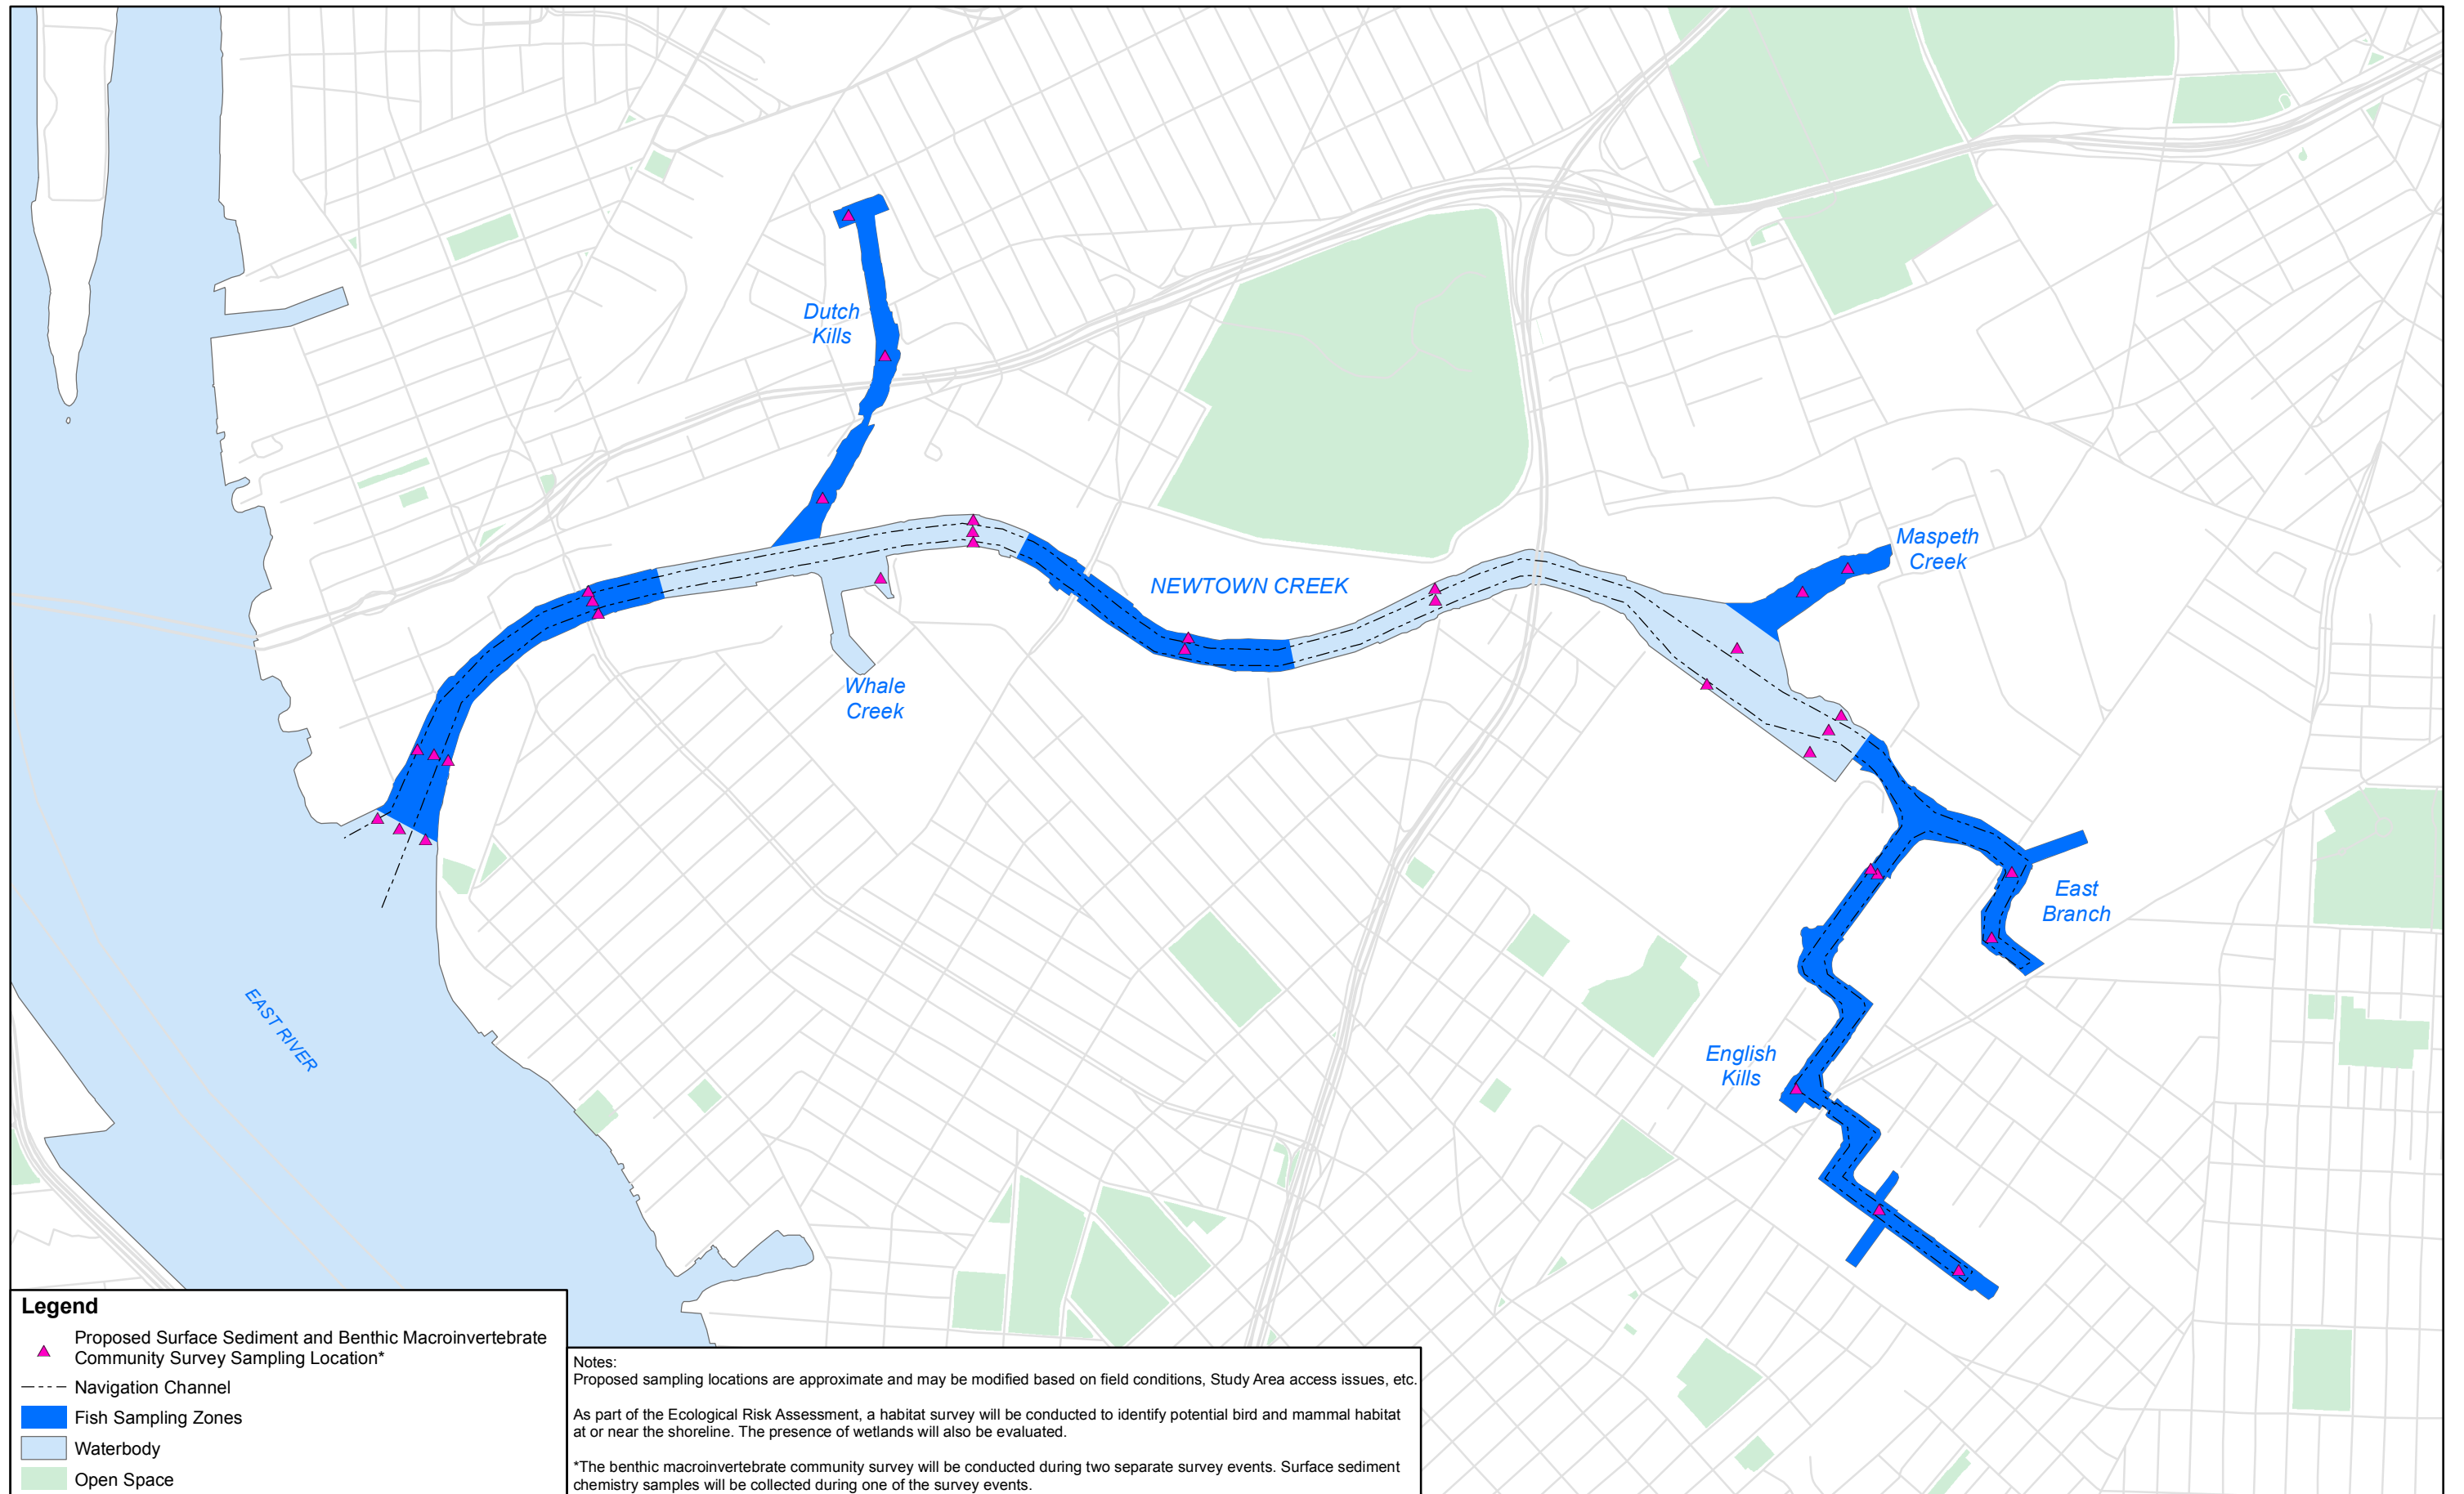 Dutch
Kills
Maspeth
Creek
NEWTOWN CREEK
Whale
Creek
East
Branch
EAST RIVER
English
Kills
Legend
Proposed Surface Sediment and Benthic Macroinvertebrate
Community Survey Sampling Location*
Navigation Channel
Fish Sampling Zones
Waterbody
Open Space
Notes:
Proposed sampling locations are approximate and may be modified based on field conditions, Study Area access issues, etc.
As part of the Ecological Risk Assessment, a habitat survey will be conducted to identify potential bird and mammal habitat
at or near the shoreline. The presence of wetlands will also be evaluated.
*The benthic macroinvertebrate community survey will be conducted during two separate survey events. Surface sediment
chemistry samples will be collected during one of the survey events.